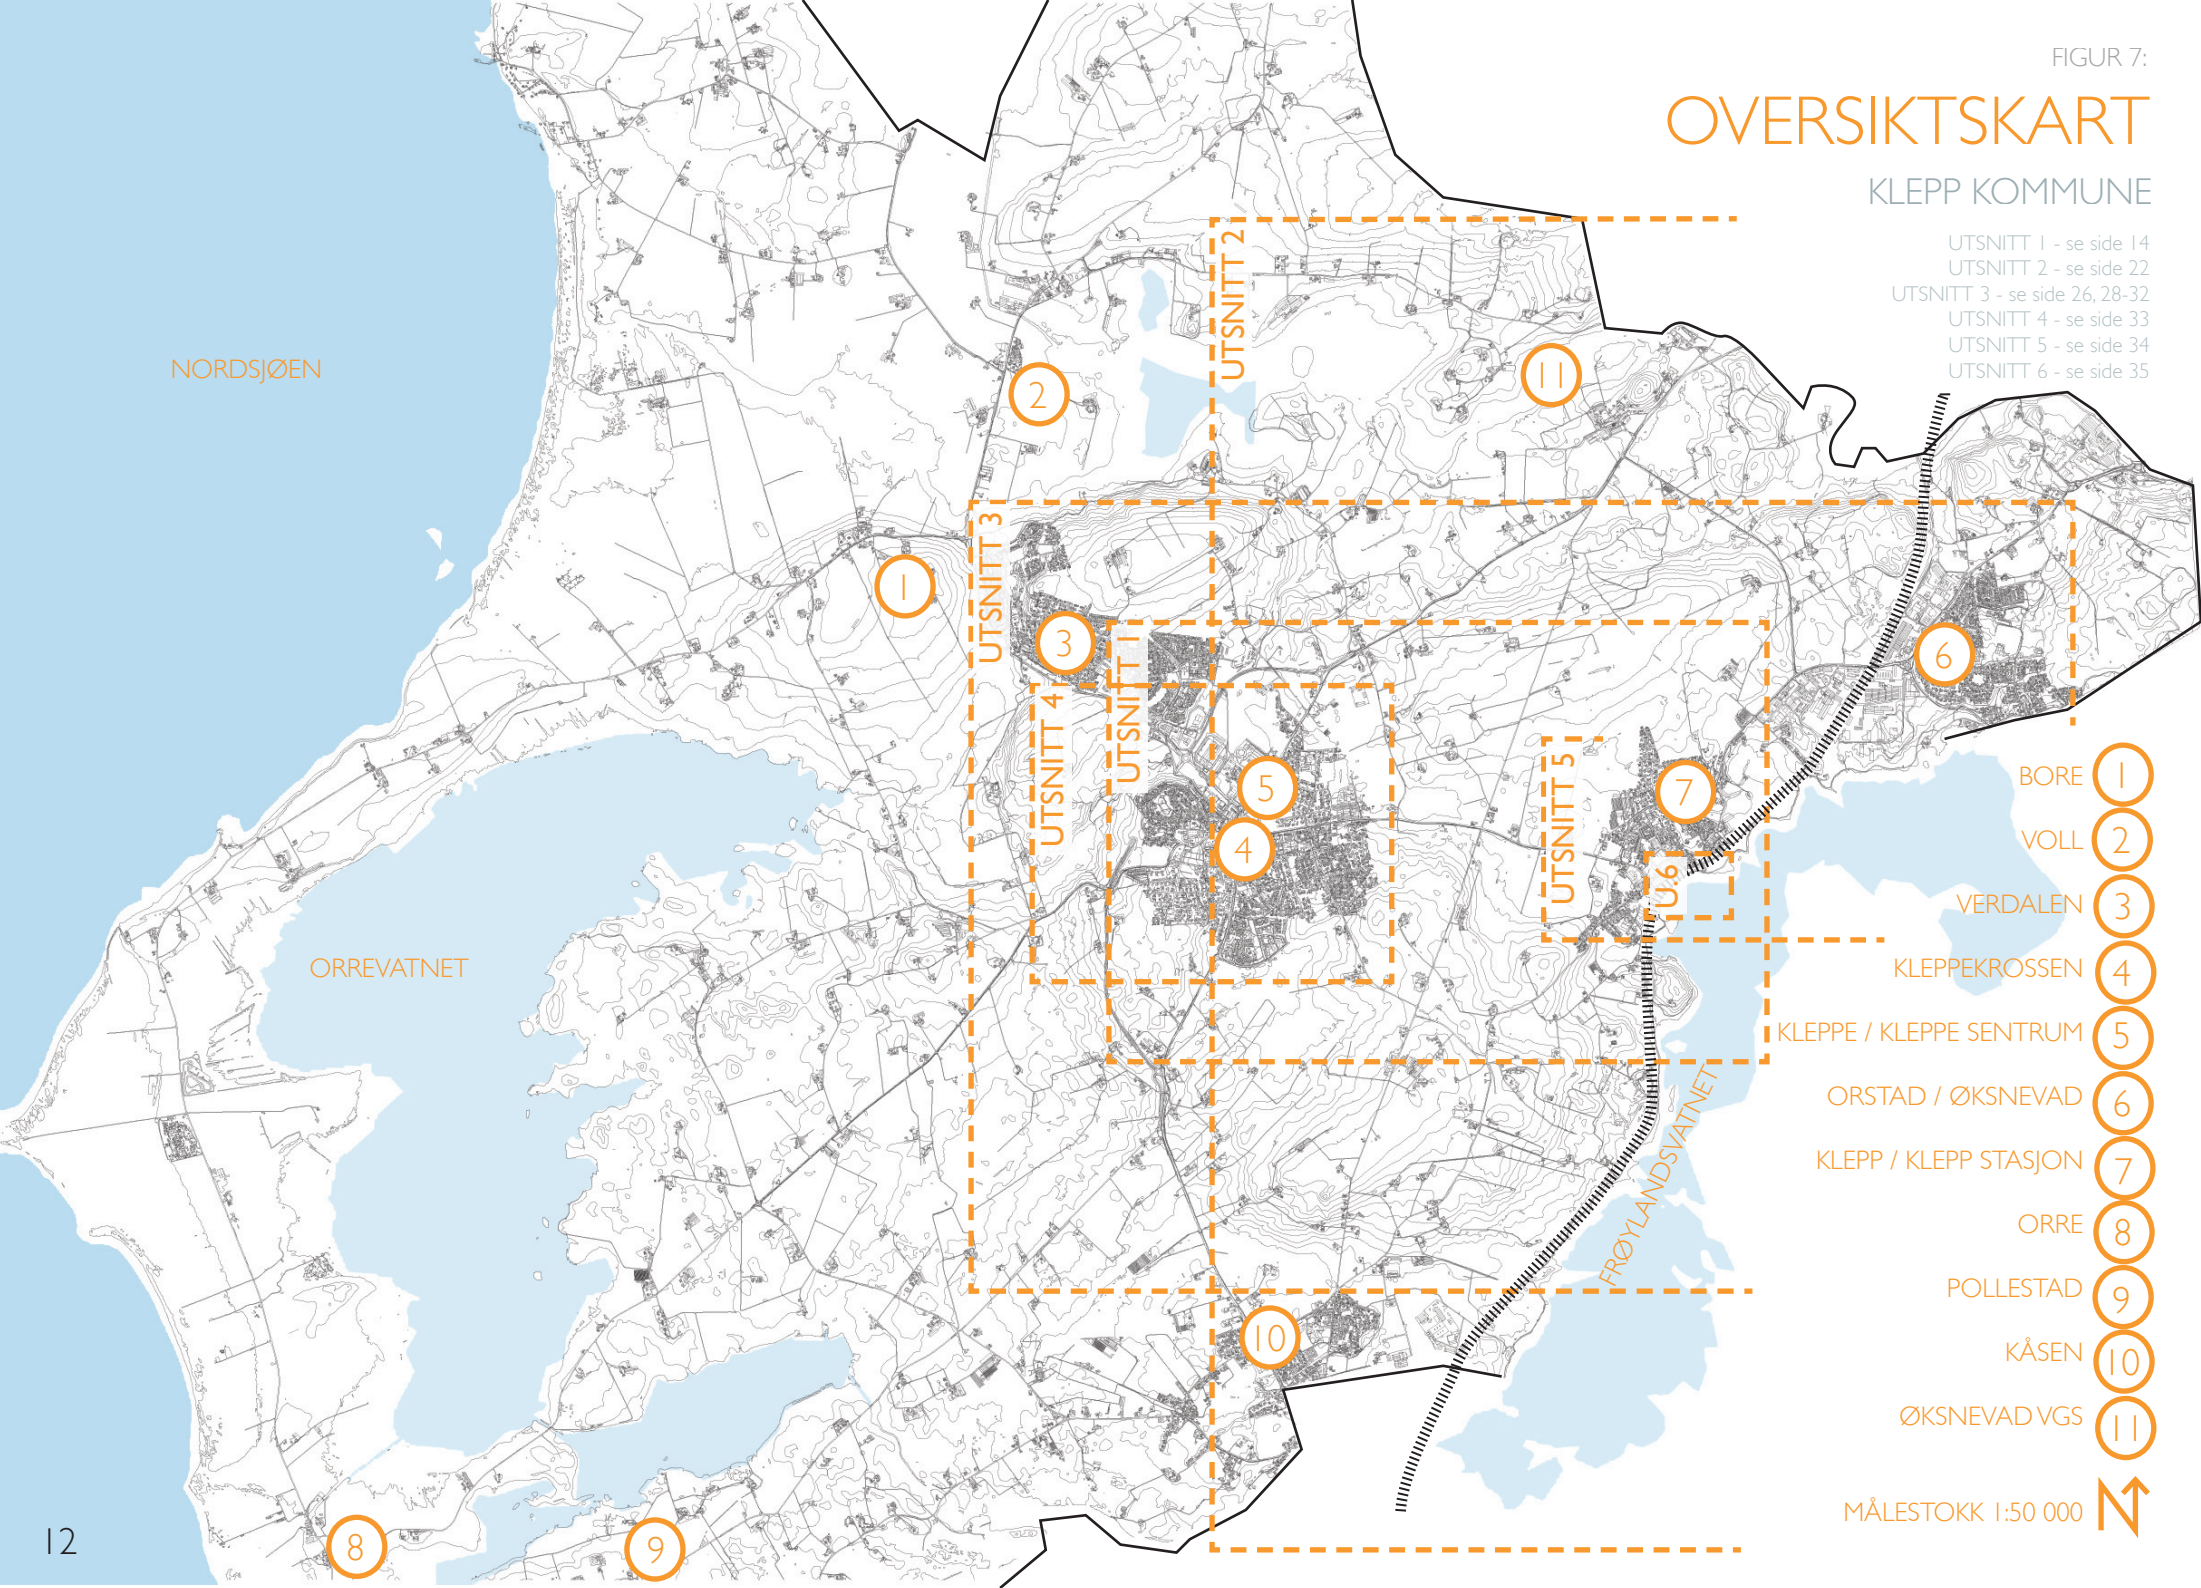 FIGUR 7:
OVERSIKTSKART
KLEPP KOMMUNE
UTSNITT 1 - se side 14
UTSNITT 2 - se side 22
UTSNITT 3 - se side 26, 28-32
UTSNITT 4 - se side 33
UTSNITT 5 - se side 34
UTSNITT 6 - se side 35
NORDSJØEN
ORREVATNET
FRØYLANDSVATNET
UTSNITT 2
UTSNITT 3
UTSNITT 1
UTSNITT 4
UTSNITT 5
U.6
2
11
1
3
6
5
7
4
10
8
9
BORE 1
VOLL 2
VERDALEN 3
KLEPPEKROSSEN 4
KLEPPE / KLEPPE SENTRUM 5
ORSTAD / ØKSNEVAD 6
KLEPP / KLEPP STASJON 7
ORRE 8
POLLESTAD 9
KÅSEN 10
ØKSNEVAD VGS 11
MÅLESTOKK 1:50 000 N
12